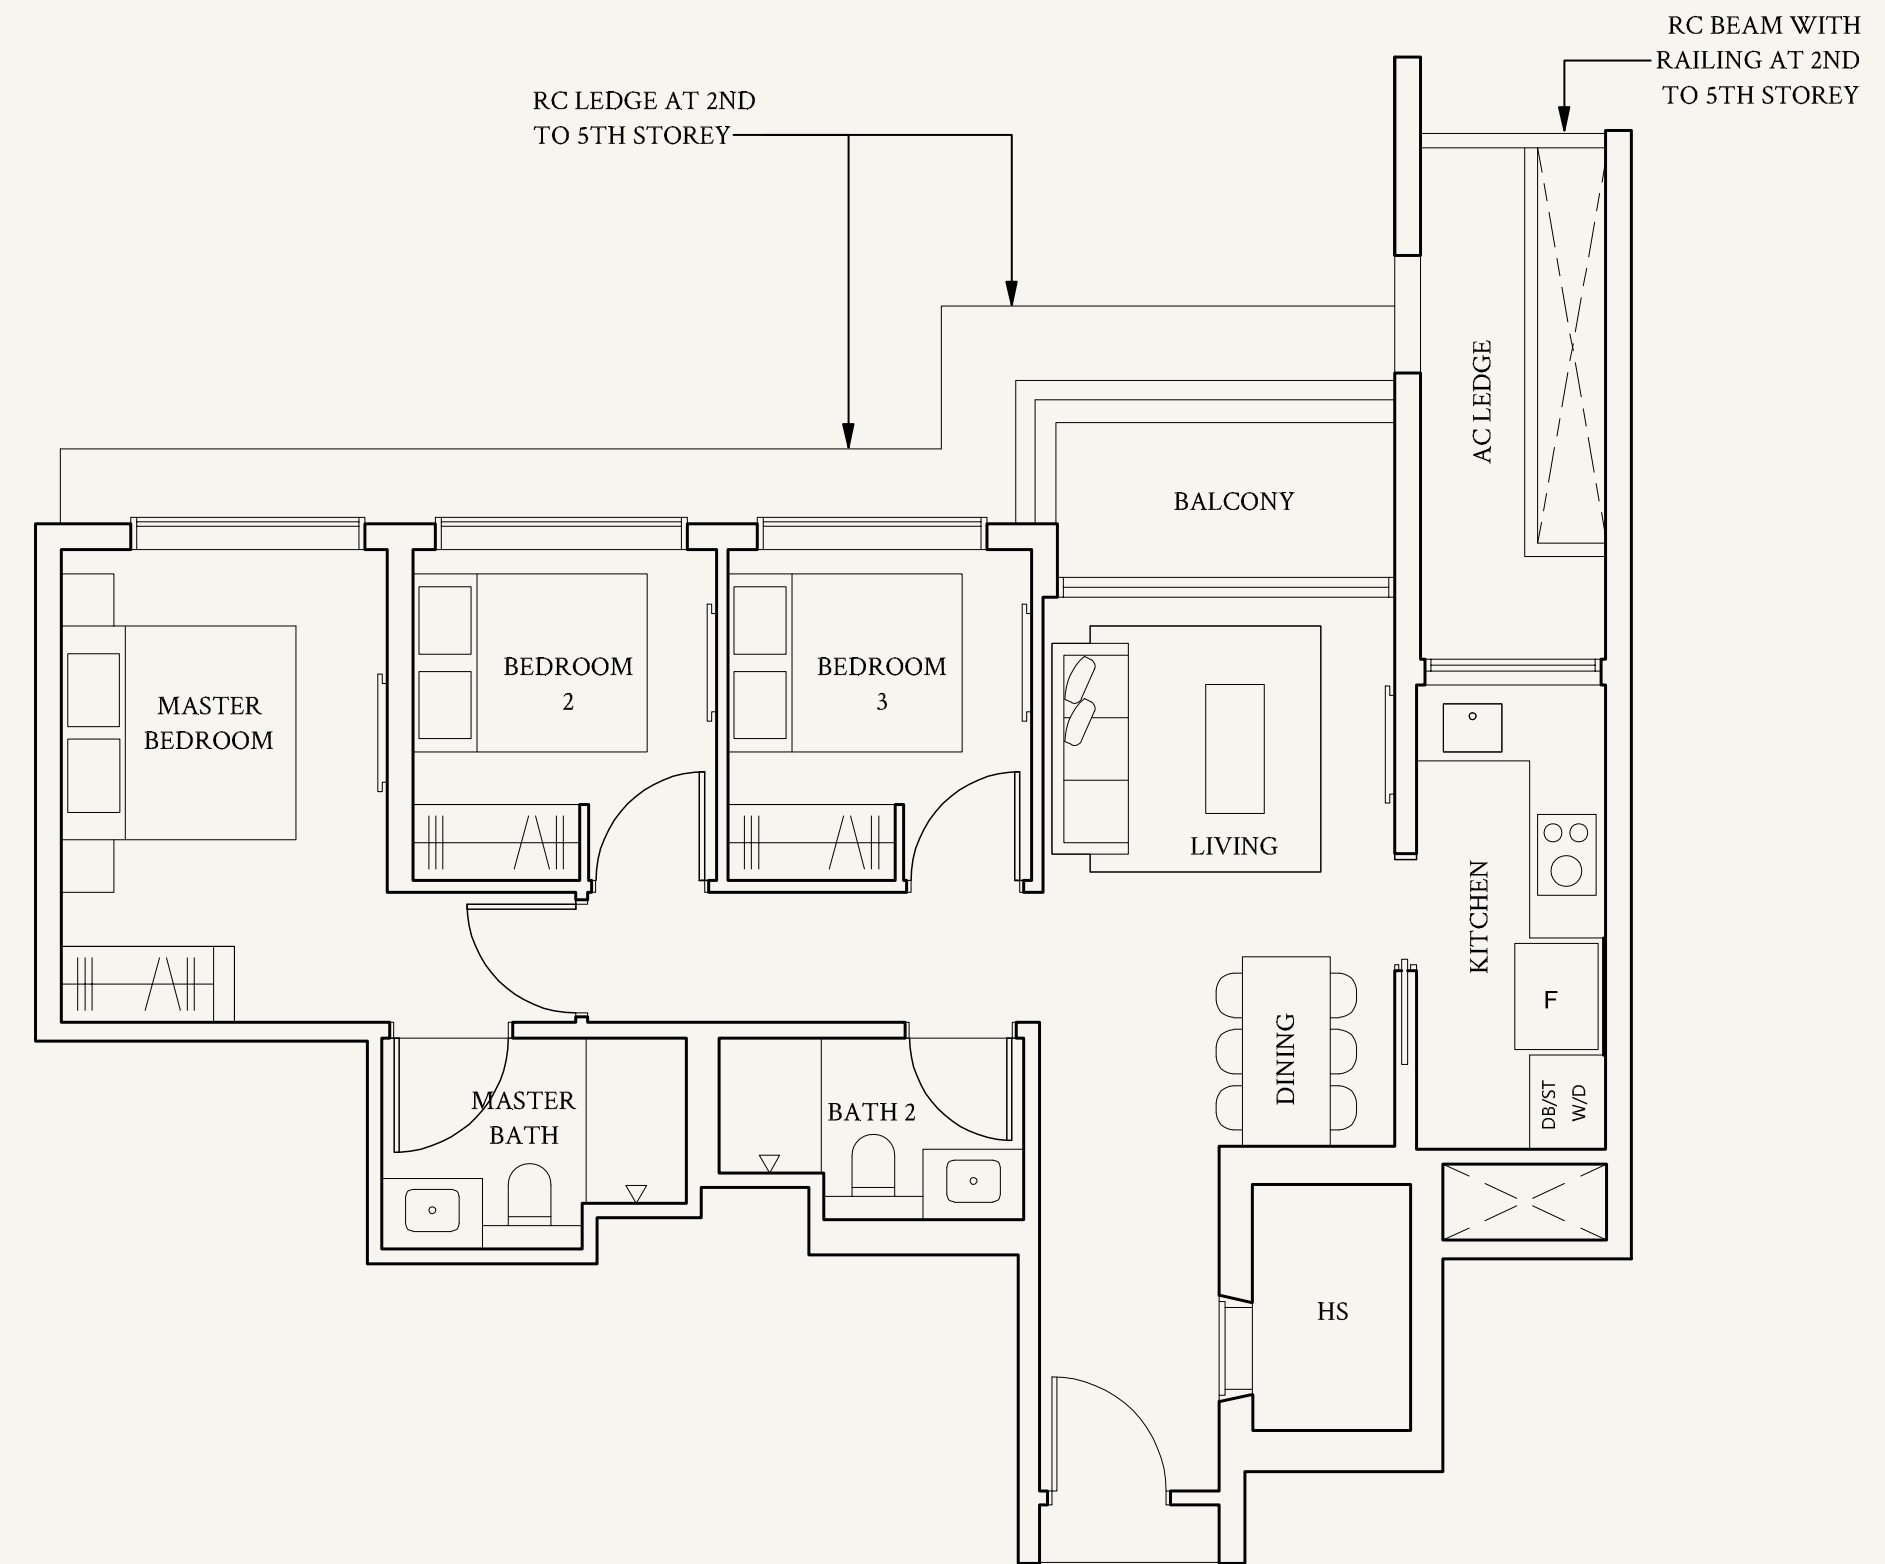 RC BEAM WITH
RAILING AT 2ND
TO 5TH STOREY
RC LEDGE AT 2ND
TO 5TH STOREY
AC LEDGE
BALCONY
MASTER
BEDROOM
BEDROOM
2
BEDROOM
3
LIVING
KITCHEN
F
DINING
DB/ST
W/D
MASTER
BATH
BATH 2
HS